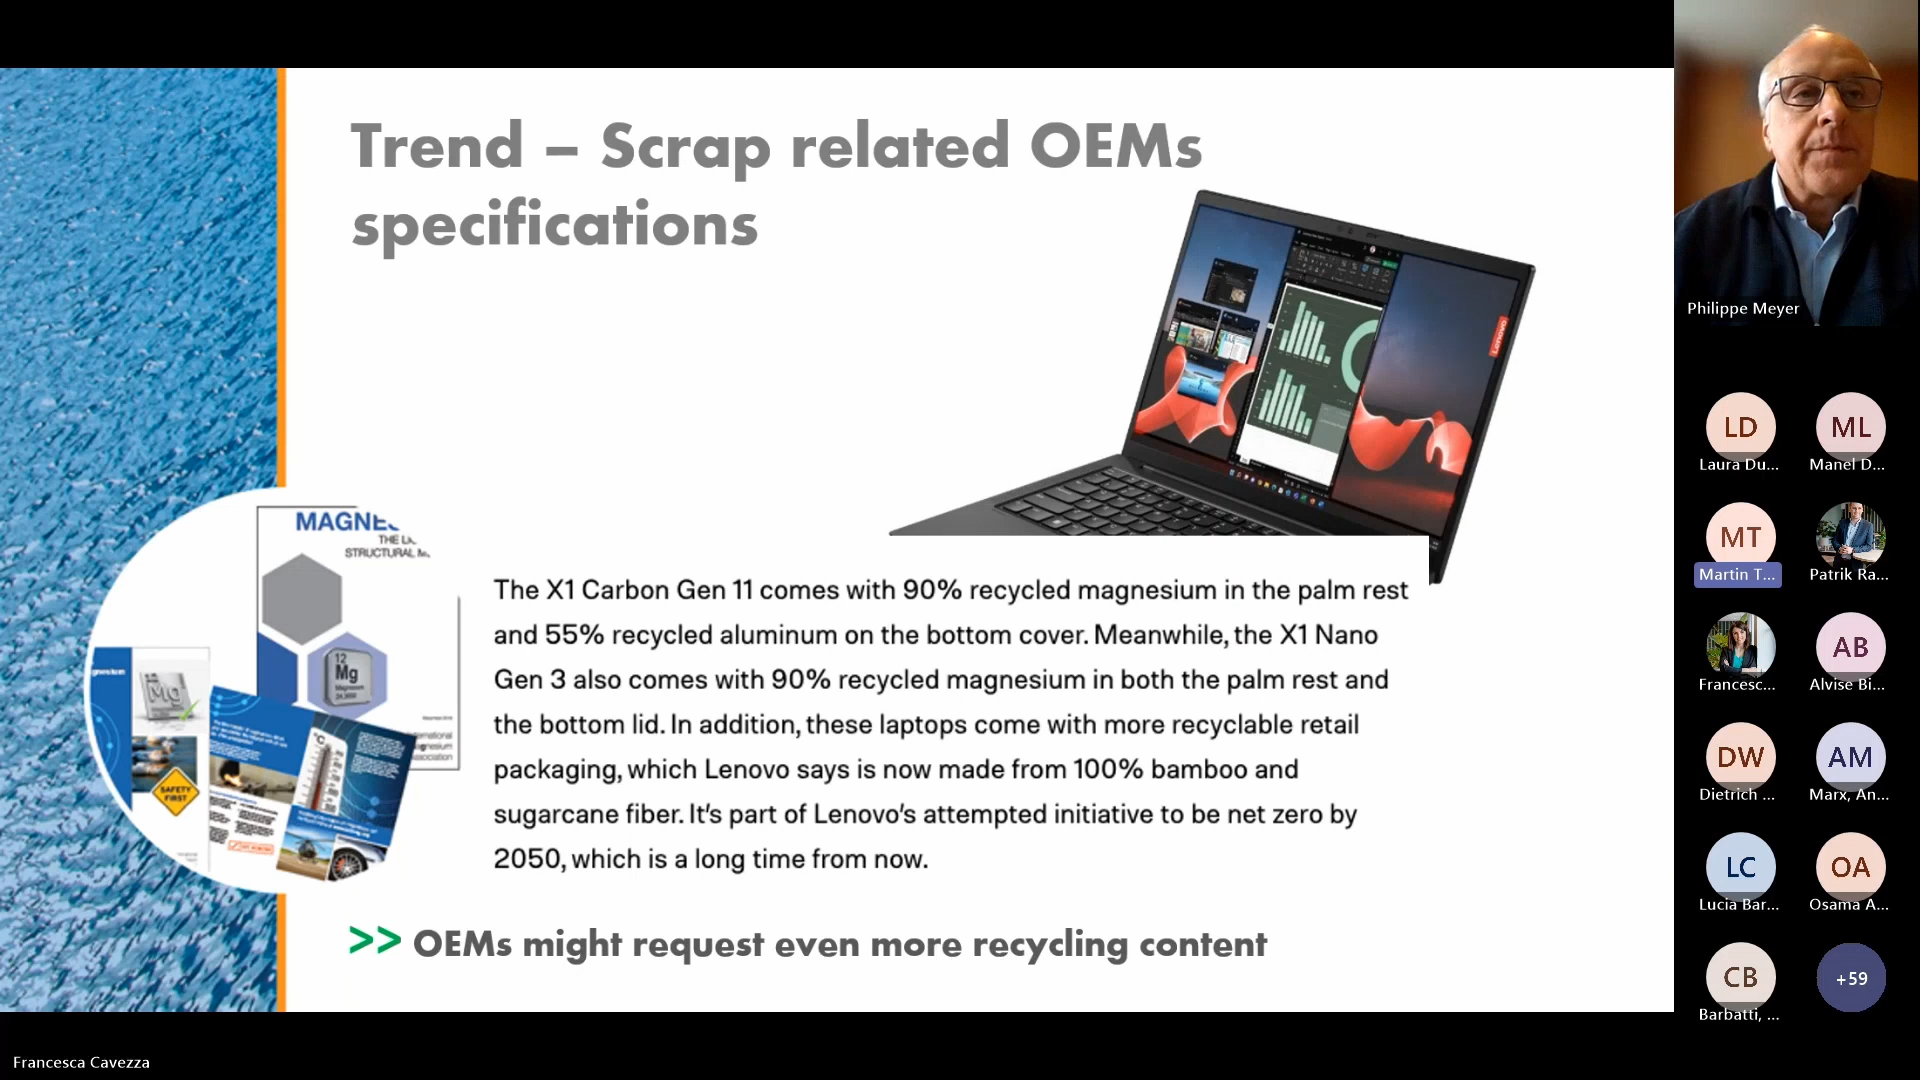 Trend – Scrap related OEMs
specifications
Lenovo
MAGNE
THE L
STRUCTURAL M
12
Mg
Magnesium
Mg
SAFETY
FIRST
°C
The X1 Carbon Gen 11 comes with 90% recycled magnesium in the palm rest
and 55% recycled aluminum on the bottom cover. Meanwhile, the X1 Nano
Gen 3 also comes with 90% recycled magnesium in both the palm rest and
the bottom lid. In addition, these laptops come with more recyclable retail
packaging, which Lenovo says is now made from 100% bamboo and
sugarcane fiber. It's part of Lenovo's attempted initiative to be net zero by
2050, which is a long time from now.
>> OEMs might request even more recycling content
Philippe Meyer
LD
ML
Laura Du...
Manel D...
MT
Martin T...
Patrik Ra...
AB
Francesc...
Alvise Bi...
DW
AM
Dietrich ...
Marx, An...
LC
OA
Lucia Bar...
Osama A...
CB
+59
Barbatti, ...
Francesca Cavezza